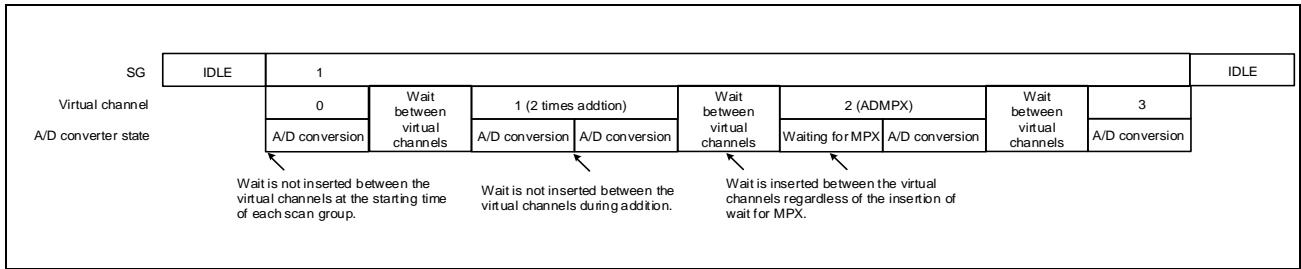 SG IDLE 1 IDLE
Virtual channel 0 Wait between virtual channels 1 (2 times addtion) Wait between virtual channels 2 (ADMPX) Wait between virtual channels 3
A/D converter state A/D conversion A/D conversion A/D conversion Waiting for MPX A/D conversion A/D conversion
Wait is not inserted between the
virtual channels at the starting time
of each scan group.
Wait is not inserted between the
virtual channels during addition.
Wait is inserted between the virtual
channels regardless of the insertion of
wait for MPX.